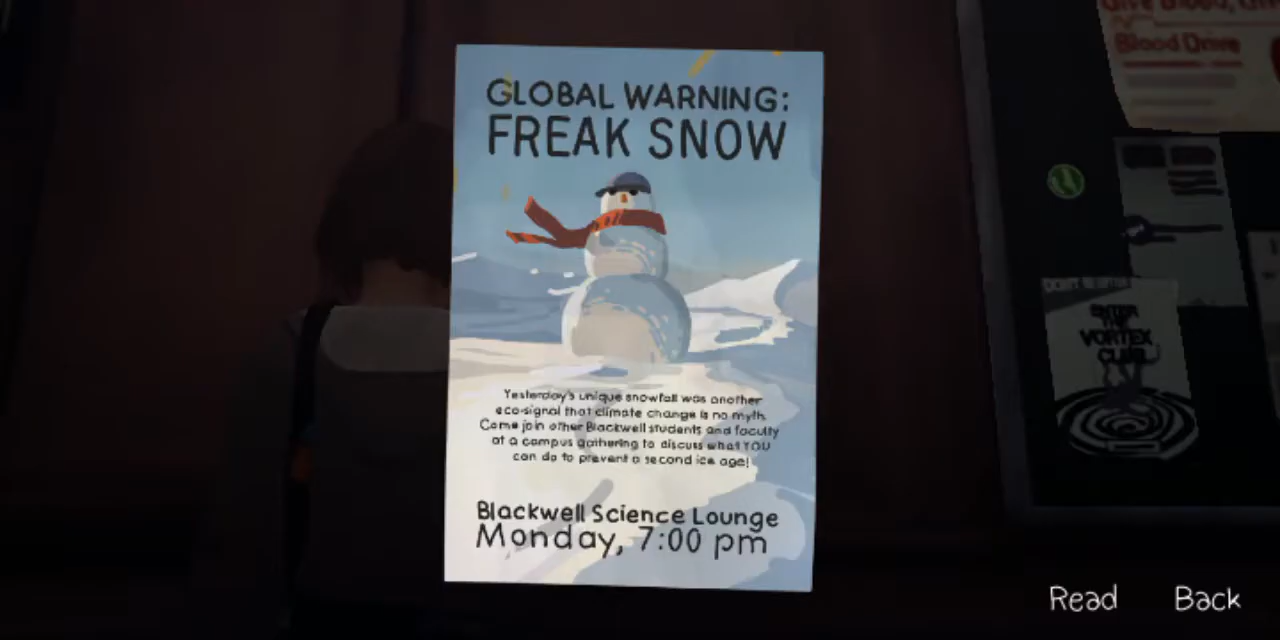 GLOBAL WARNING:
FREAK SNOW
Yesterday's unique snowfall was another
eco-signal that climate change is no myth.
Come join other Blackwell students and faculty
at a campus gathering to discuss what YOU
can do to prevent a second ice age!
Blackwell Science Lounge
Monday, 7:00 pm
Give Blood,
Blood Drive
ENTER
THE
VORTEX
CLUB
Read
Back